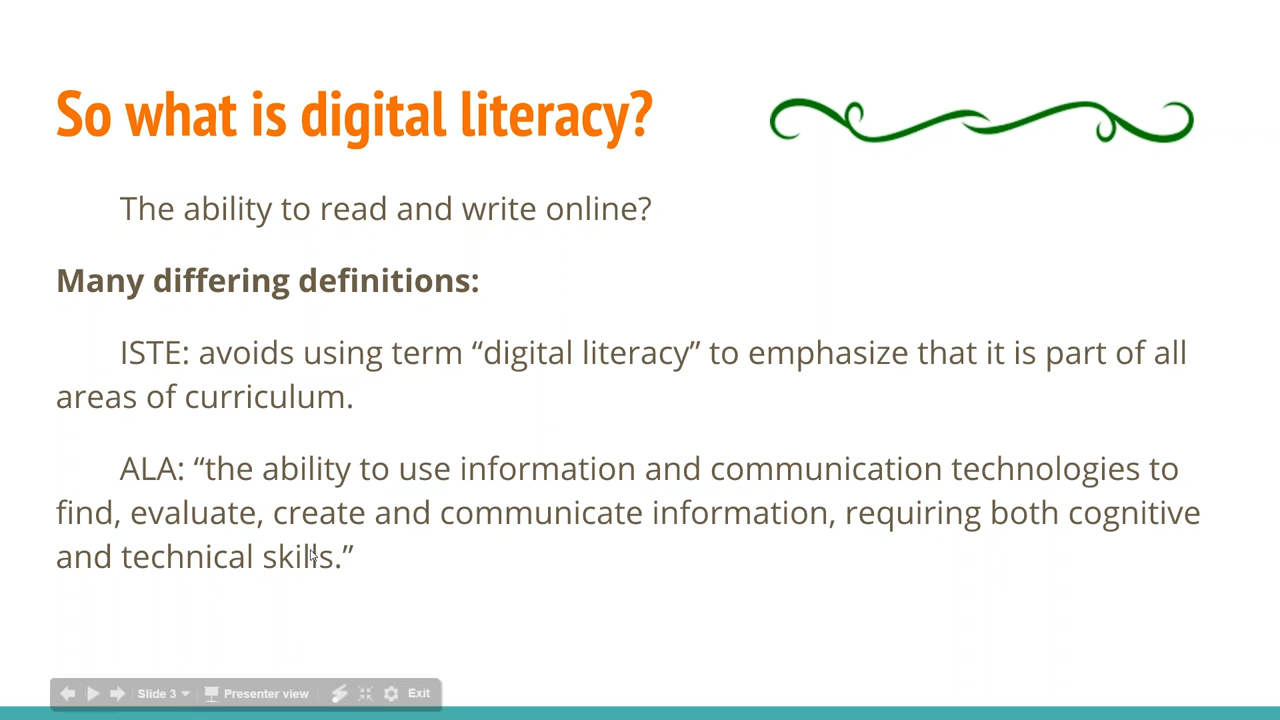 So what is digital literacy?
The ability to read and write online?
Many differing definitions:
ISTE: avoids using term “digital literacy” to emphasize that it is part of all
areas of curriculum.
ALA: “the ability to use information and communication technologies to
find, evaluate, create and communicate information, requiring both cognitive
and technical skills.”
Slide 3 Presenter view Exit